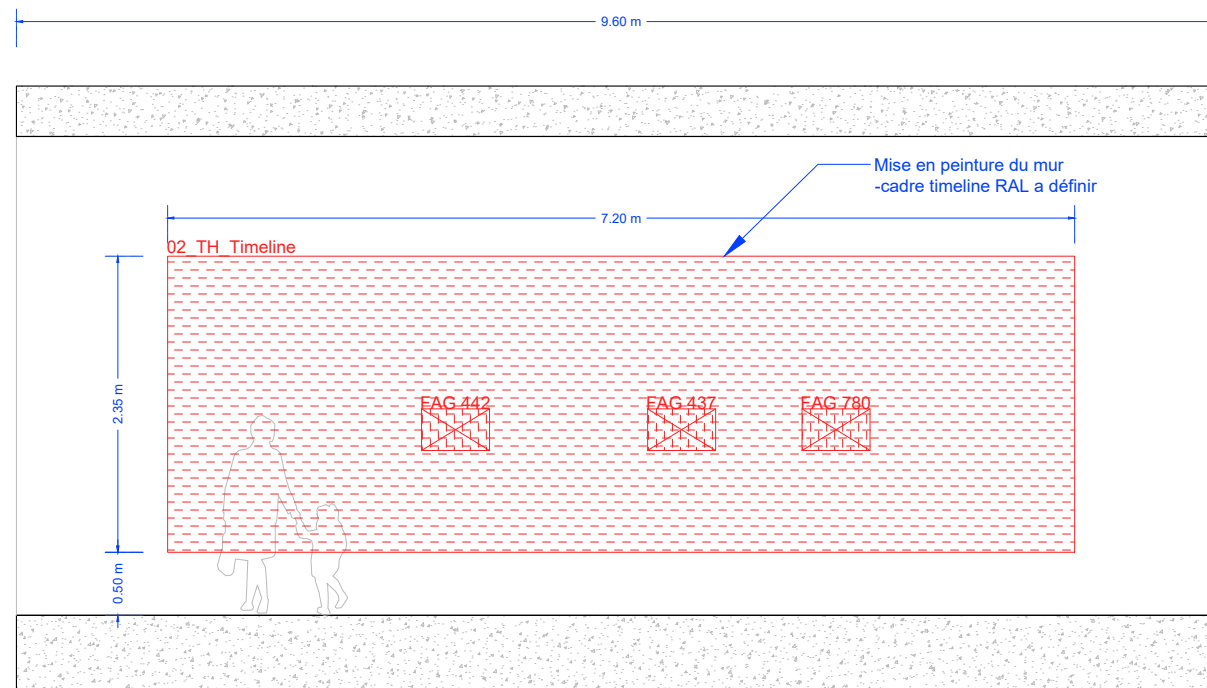 9.60 m
Mise en peinture du mur
-cadre timeline RAL a définir
7.20 m
02_TH_Timeline
2.35 m
FAG 442
FAG 437
FAG 780
0.50 m